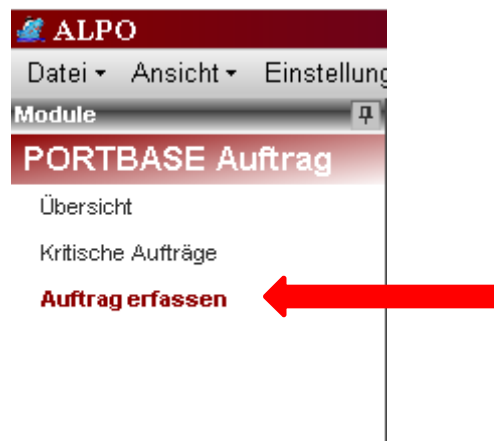 ALPO
Datei Ansicht Einstellung
Module
PORTBASE Auftrag
Übersicht
Kritische Aufträge
Auftrag erfassen